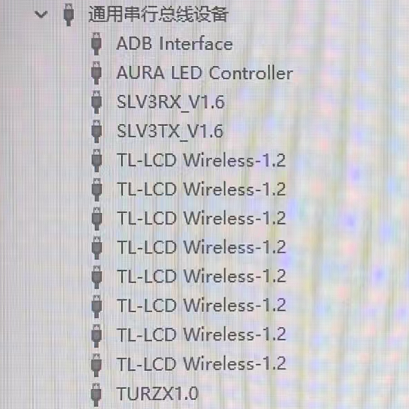 通用串行总线设备
ADB Interface
AURA LED Controller
SLV3RX_V1.6
SLV3TX_V1.6
TL-LCD Wireless-1.2
TL-LCD Wireless-1.2
TL-LCD Wireless-1.2
TL-LCD Wireless-1.2
TL-LCD Wireless-1.2
TL-LCD Wireless-1.2
TL-LCD Wireless-1.2
TL-LCD Wireless-1.2
TURZX1.0